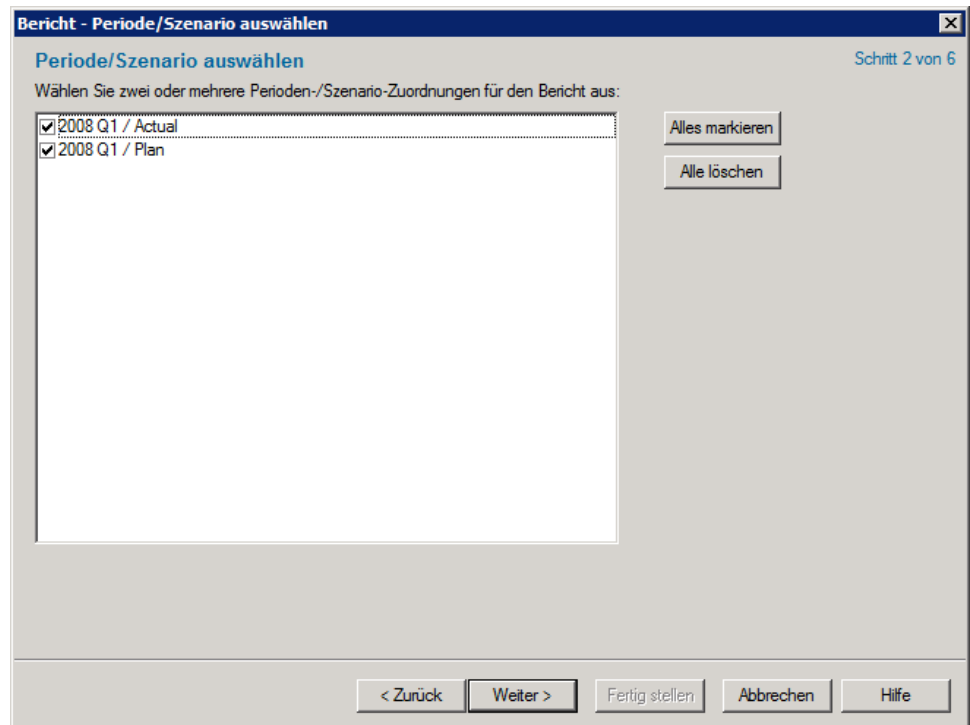 Bericht - Periode/Szenario auswählen
Periode/Szenario auswählen
Schritt 2 von 6
Wählen Sie zwei oder mehrere Perioden-/Szenario-Zuordnungen für den Bericht aus:
2008 Q1 / Actual
2008 Q1 / Plan
Alles markieren
Alle löschen
< Zurück
Weiter >
Fertig stellen
Abbrechen
Hilfe